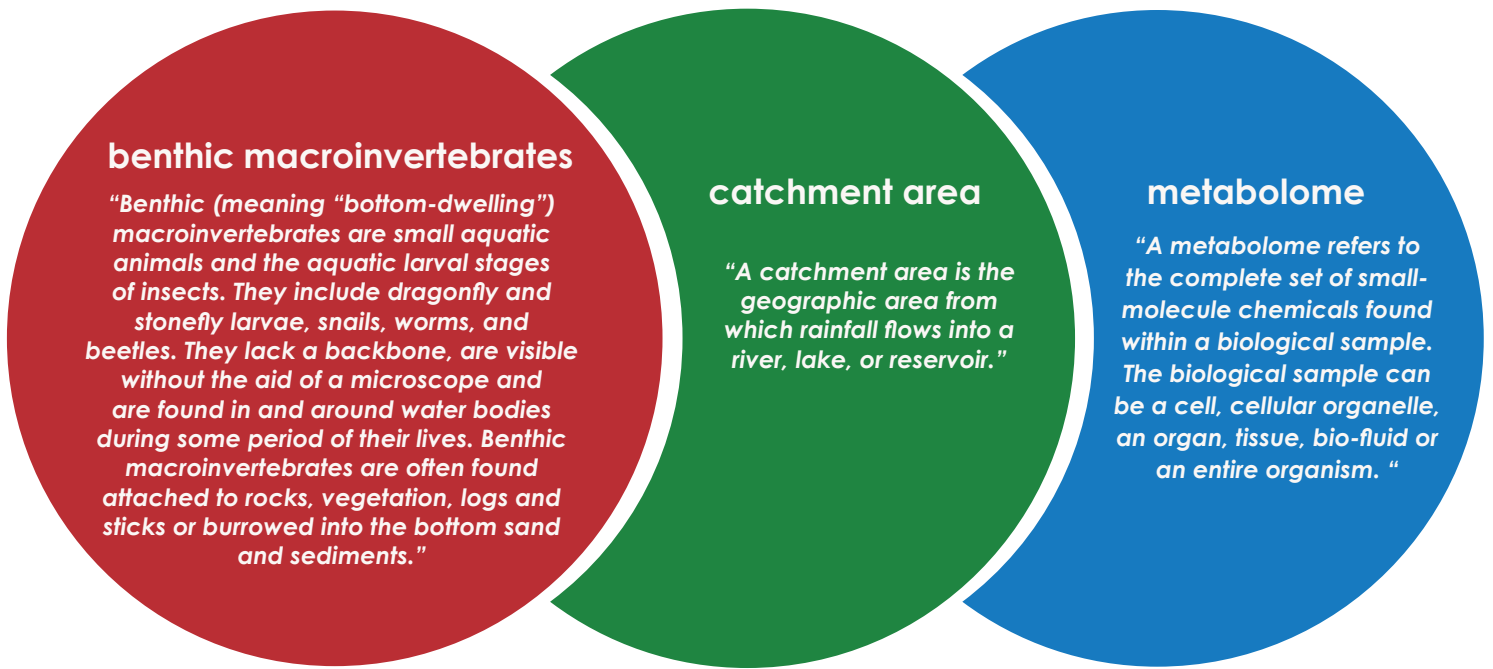 benthic macroinvertebrates
“Benthic (meaning “bottom-dwelling”)
macroinvertebrates are small aquatic
animals and the aquatic larval stages
of insects. They include dragonfly and
stonefly larvae, snails, worms, and
beetles. They lack a backbone, are visible
without the aid of a microscope and
are found in and around water bodies
during some period of their lives. Benthic
macroinvertebrates are often found
attached to rocks, vegetation, logs and
sticks or burrowed into the bottom sand
and sediments.”
catchment area
“A catchment area is the
geographic area from
which rainfall flows into a
river, lake, or reservoir.”
metabolome
“A metabolome refers to
the complete set of small-
molecule chemicals found
within a biological sample.
The biological sample can
be a cell, cellular organelle,
an organ, tissue, bio-fluid or
an entire organism. “